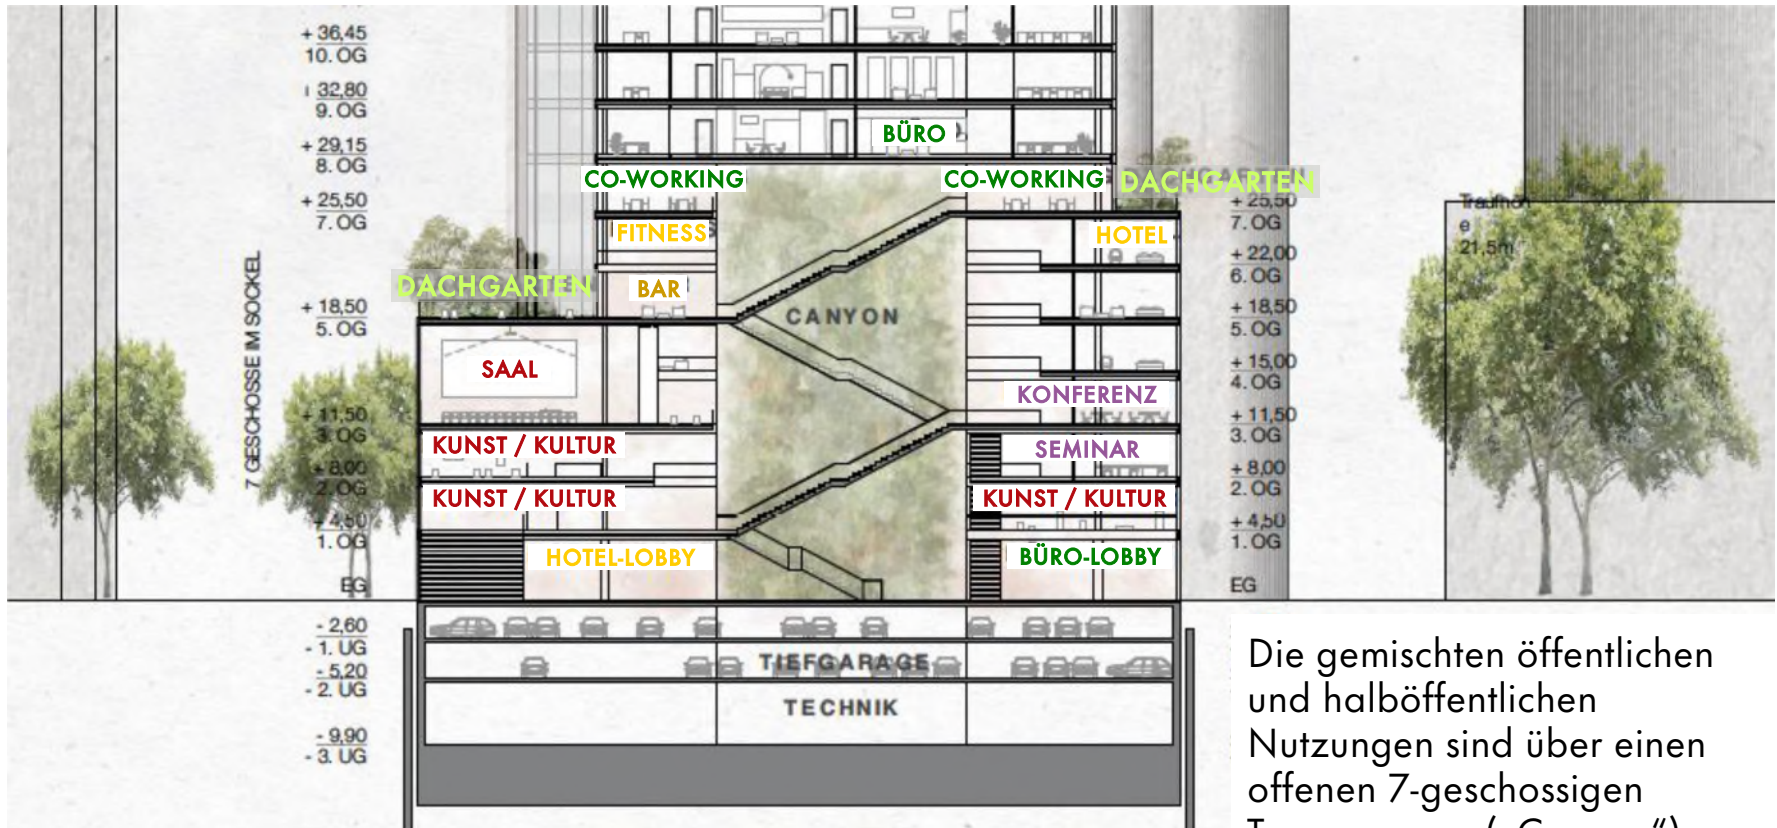 + 36,45
10. OG
32,80
9. OG
+ 29,15
8. OG
+ 25,50
7. OG
+ 18,50
5. OG
+ 11,50
3. OG
+ 8,00
2. OG
+ 4,50
1. OG
EG
- 2,60
- 1. UG
- 5,20
- 2. UG
- 9,90
- 3. UG
7 GESCHOSSE IM SOCKEL
BÜRO
CO-WORKING
CO-WORKING
DACHGARTEN
FITNESS
HOTEL
DACHGARTEN
BAR
CANYON
SAAL
KONFERENZ
KUNST / KULTUR
SEMINAR
KUNST / KULTUR
KUNST / KULTUR
HOTEL-LOBBY
BÜRO-LOBBY
TIEFGARAGE
TECHNIK
+ 25,50
7. OG
+ 22,00
6. OG
+ 18,50
5. OG
+ 15,00
4. OG
+ 11,50
3. OG
+ 8,00
2. OG
+ 4,50
1. OG
EG
Traufhöh
e
21,5m
Die gemischten öffentlichen
und halböffentlichen
Nutzungen sind über einen
offenen 7-geschossigen